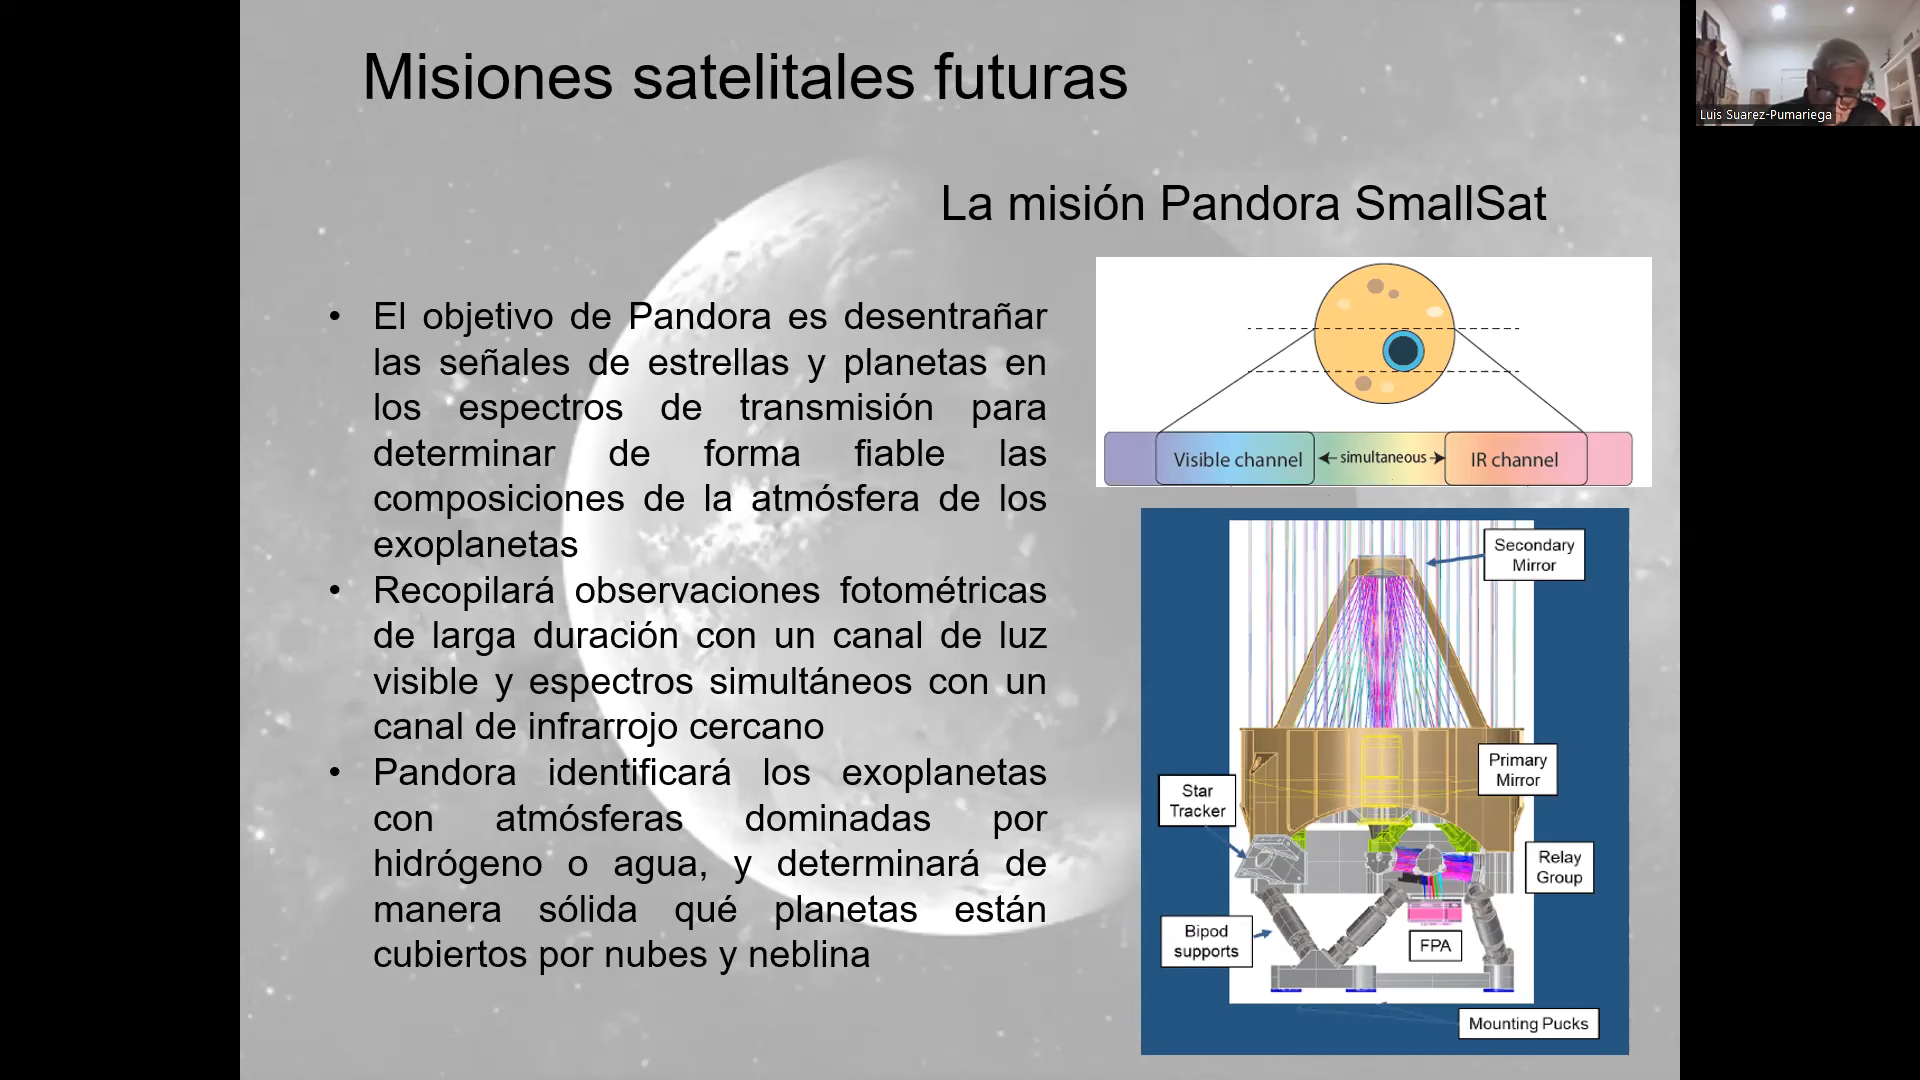 Misiones satelitales futuras
Luis Suarez-Pumariega
La misión Pandora SmallSat
• El objetivo de Pandora es desentrañar
las señales de estrellas y planetas en
los espectros de transmisión para
determinar de forma fiable las
composiciones de la atmósfera de los
exoplanetas
• Recopilará observaciones fotométricas
de larga duración con un canal de luz
visible y espectros simultáneos con un
canal de infrarrojo cercano
• Pandora identificará los exoplanetas
con atmósferas dominadas por
hidrógeno o agua, y determinará de
manera sólida qué planetas están
cubiertos por nubes y neblina
Visible channel
simultaneous
IR channel
Secondary
Mirror
Primary
Mirror
Star
Tracker
Relay
Group
Bipod
supports
FPA
Mounting Pucks